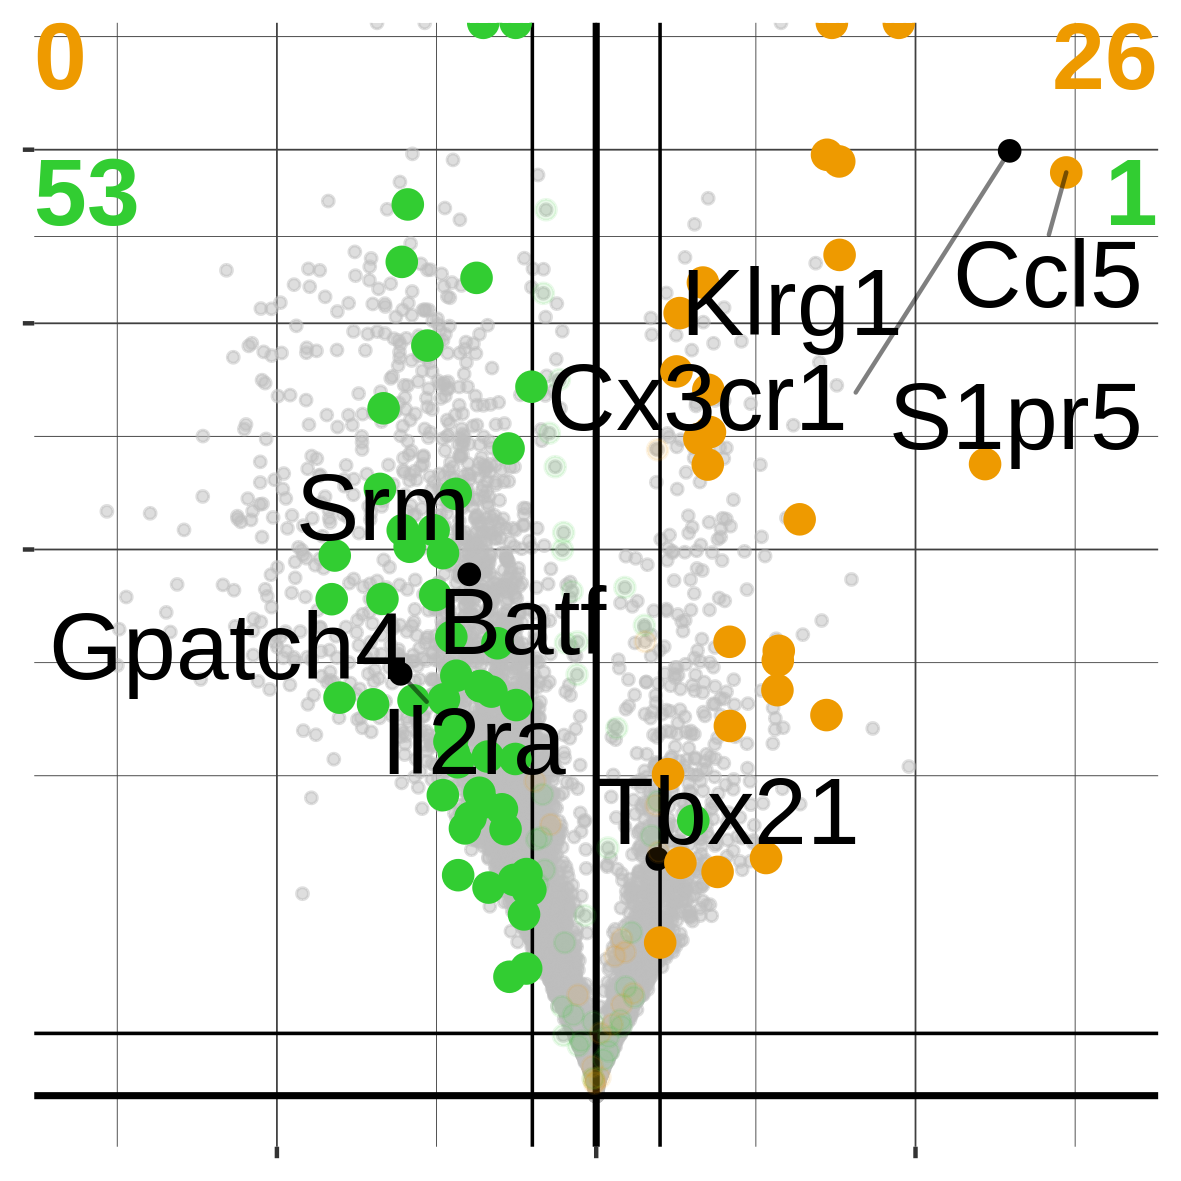 0
26
53
1
Ccl5
Klrg1
Cx3cr1
S1pr5
Srm
Batf
Gpatch4
Il2ra
Tbx21